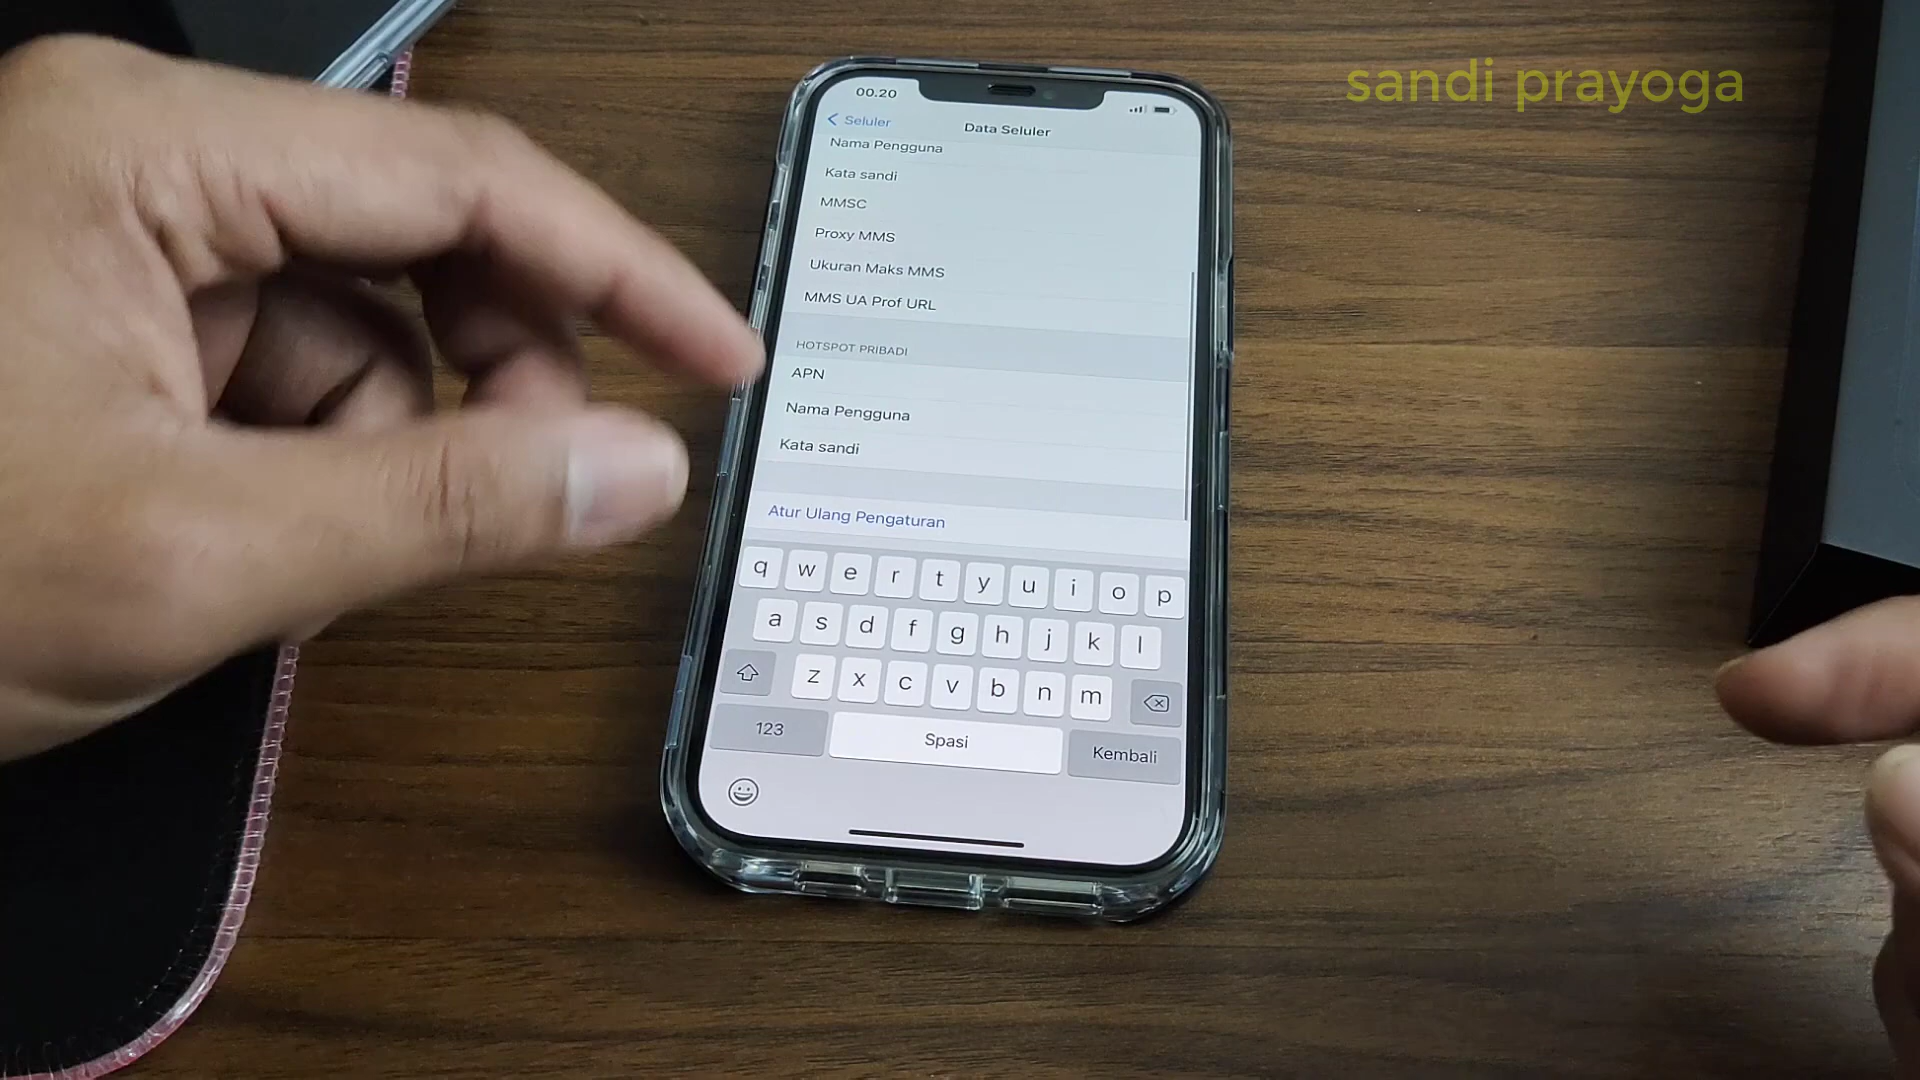 sandi prayoga
00.20
Seluler
Data Seluler
Nama Pengguna
Kata sandi
MMSC
Proxy MMS
Ukuran Maks MMS
MMS UA Prof URL
HOTSPOT PRIBADI
APN
Nama Pengguna
Kata sandi
Atur Ulang Pengaturan
q w e r t y u i o p
a s d f g h j k l
z x c v b n m
123 Spasi Kembali